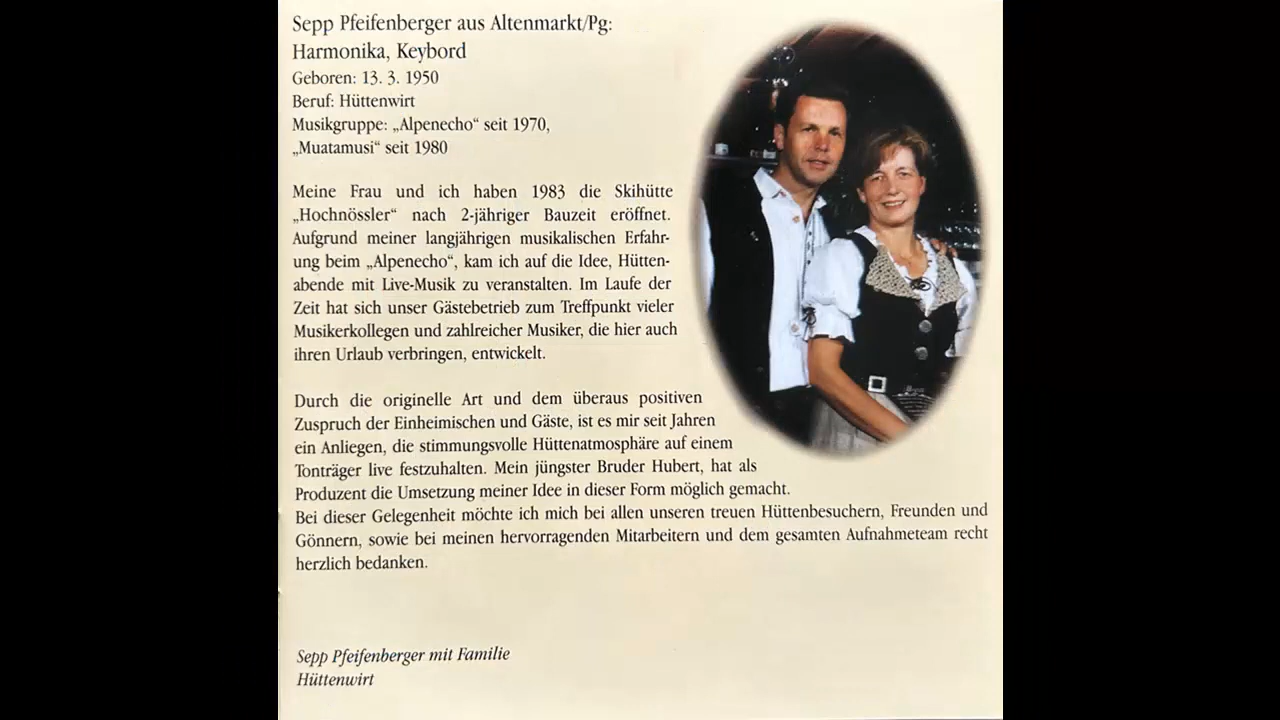 Sepp Pfeifenberger aus Altenmarkt/Pg:
Harmonika, Keybord
Geboren: 13. 3. 1950
Beruf: Hüttenwirt
Musikgruppe: „Alpenecho“ seit 1970,
„Muatamusi“ seit 1980
Meine Frau und ich haben 1983 die Skihütte
„Hochnössler“ nach 2-jähriger Bauzeit eröffnet.
Aufgrund meiner langjährigen musikalischen Erfahr-
ung beim „Alpenecho“, kam ich auf die Idee, Hütten-
abende mit Live-Musik zu veranstalten. Im Laufe der
Zeit hat sich unser Gästebetrieb zum Treffpunkt vieler
Musikerkollegen und zahlreicher Musiker, die hier auch
ihren Urlaub verbringen, entwickelt.
Durch die originelle Art und dem überaus positiven
Zuspruch der Einheimischen und Gäste, ist es mir seit Jahren
ein Anliegen, die stimmungsvolle Hüttenatmosphäre auf einem
Tonträger live festzuhalten. Mein jüngster Bruder Hubert, hat als
Produzent die Umsetzung meiner Idee in dieser Form möglich gemacht.
Bei dieser Gelegenheit möchte ich mich bei allen unseren treuen Hüttenbesuchern, Freunden und
Gönnern, sowie bei meinen hervorragenden Mitarbeitern und dem gesamten Aufnahmeteam recht
herzlich bedanken.
Sepp Pfeifenberger mit Familie
Hüttenwirt